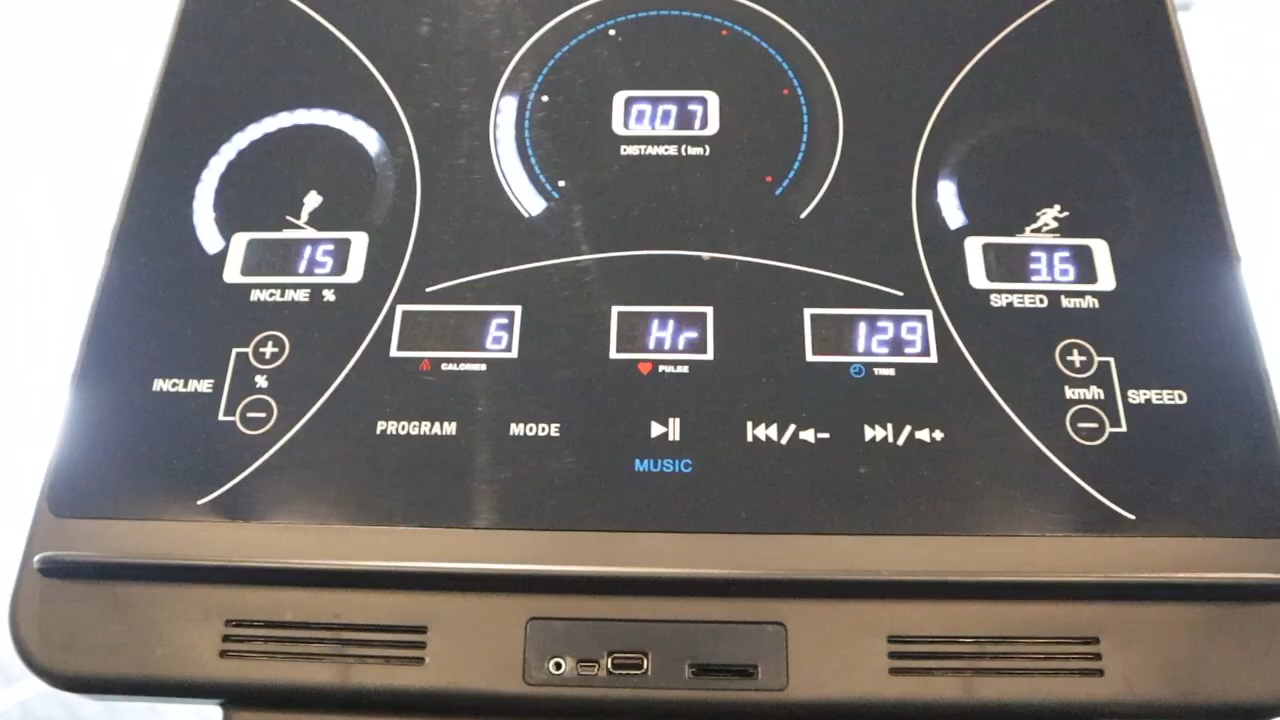 0.07
DISTANCE (km)
15
INCLINE %
3.6
SPEED km/h
6
CALORIES
Hr
PULSE
129
TIME
INCLINE
+
%
−
+
km/h
−
SPEED
PROGRAM
MODE
MUSIC
/
−
/
+